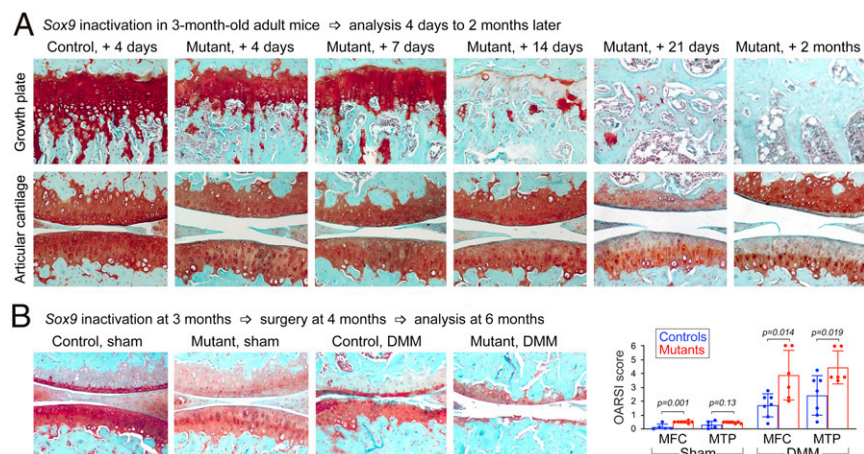 A
Sox9 inactivation in 3-month-old adult mice ⇨ analysis 4 days to 2 months later
Control, + 4 days
Mutant, + 4 days
Mutant, + 7 days
Mutant, + 14 days
Mutant, + 21 days
Mutant, + 2 months
Growth plate
Articular cartilage
B
Sox9 inactivation at 3 months ⇨ surgery at 4 months ⇨ analysis at 6 months
Control, sham
Mutant, sham
Control, DMM
Mutant, DMM
OARSI score
6
5
4
3
2
1
0
Controls
Mutants
p=0.001
p=0.13
p=0.014
p=0.019
MFC MTP MFC MTP
Sham DMM